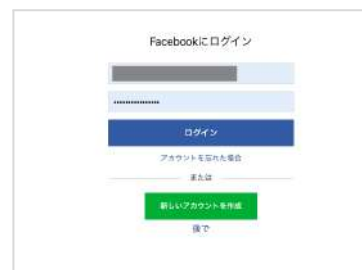 Facebookにログイン
ログイン
アカウントを忘れた場合
または
新しいアカウントを作成
後で